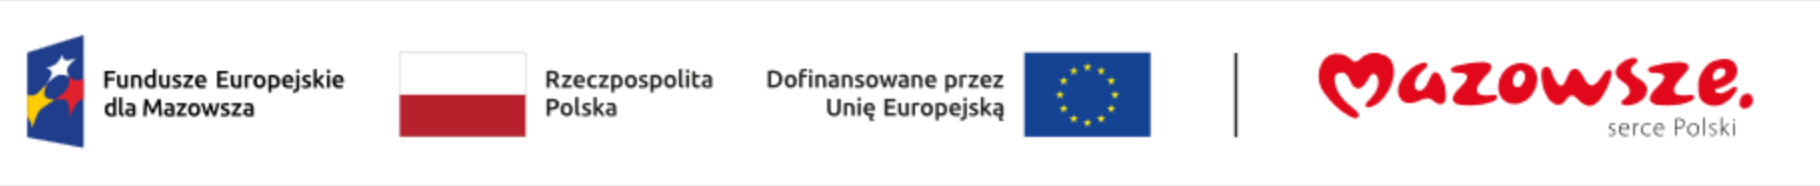 Fundusze Europejskie
dla Mazowsza
Rzeczpospolita
Polska
Dofinansowane przez
Unię Europejską
mazowsze.
serce Polski